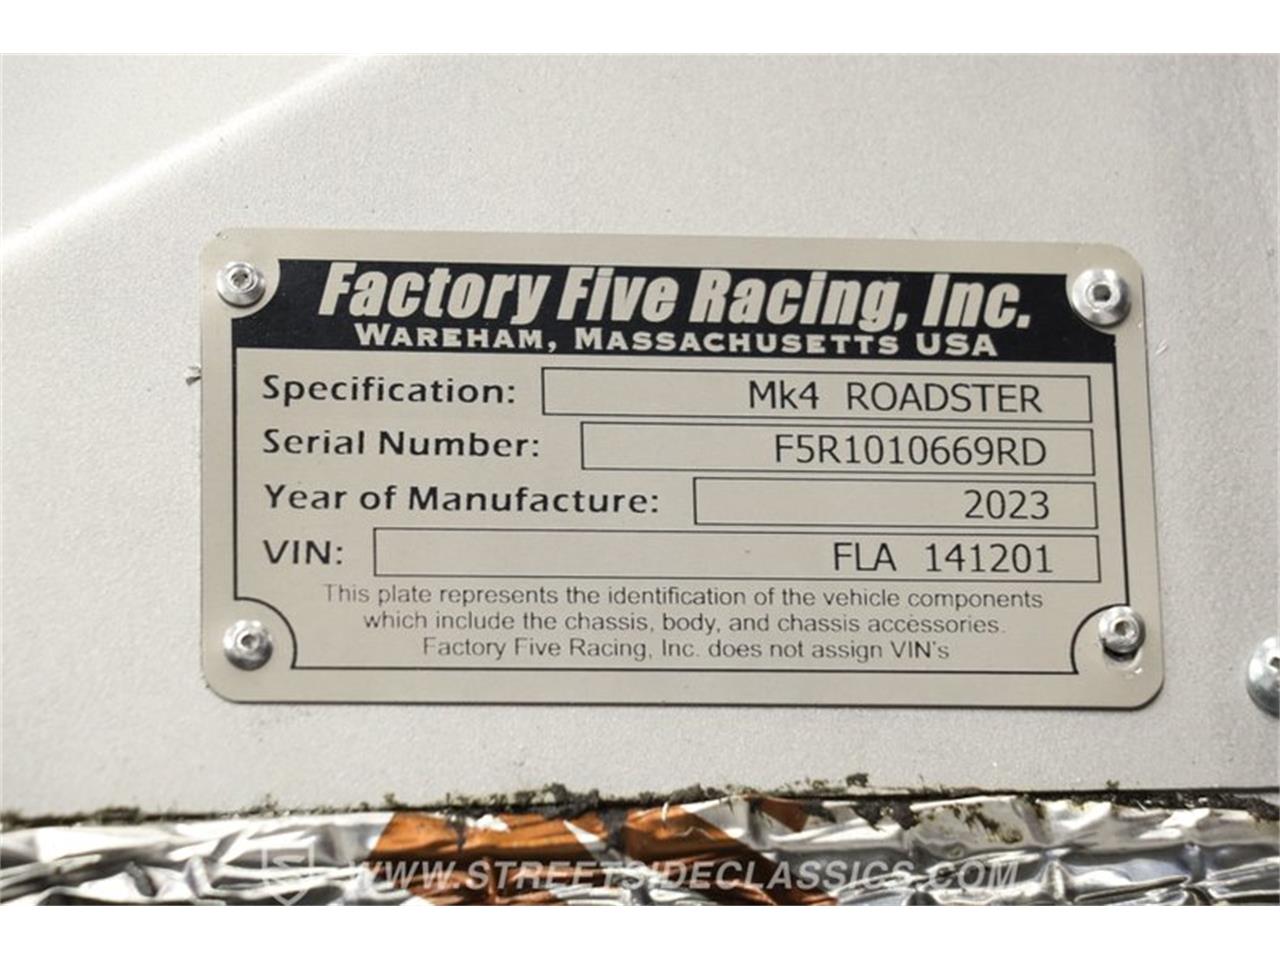 Factory Five Racing, Inc.
WAREHAM, MASSACHUSETTS USA
Specification: Mk4 ROADSTER
Serial Number: F5R1010669RD
Year of Manufacture: 2023
VIN: FLA 141201
This plate represents the identification of the vehicle components
which include the chassis, body, and chassis accessories.
Factory Five Racing, Inc. does not assign VIN's
WWW.STREETSIDECLASSICS.COM